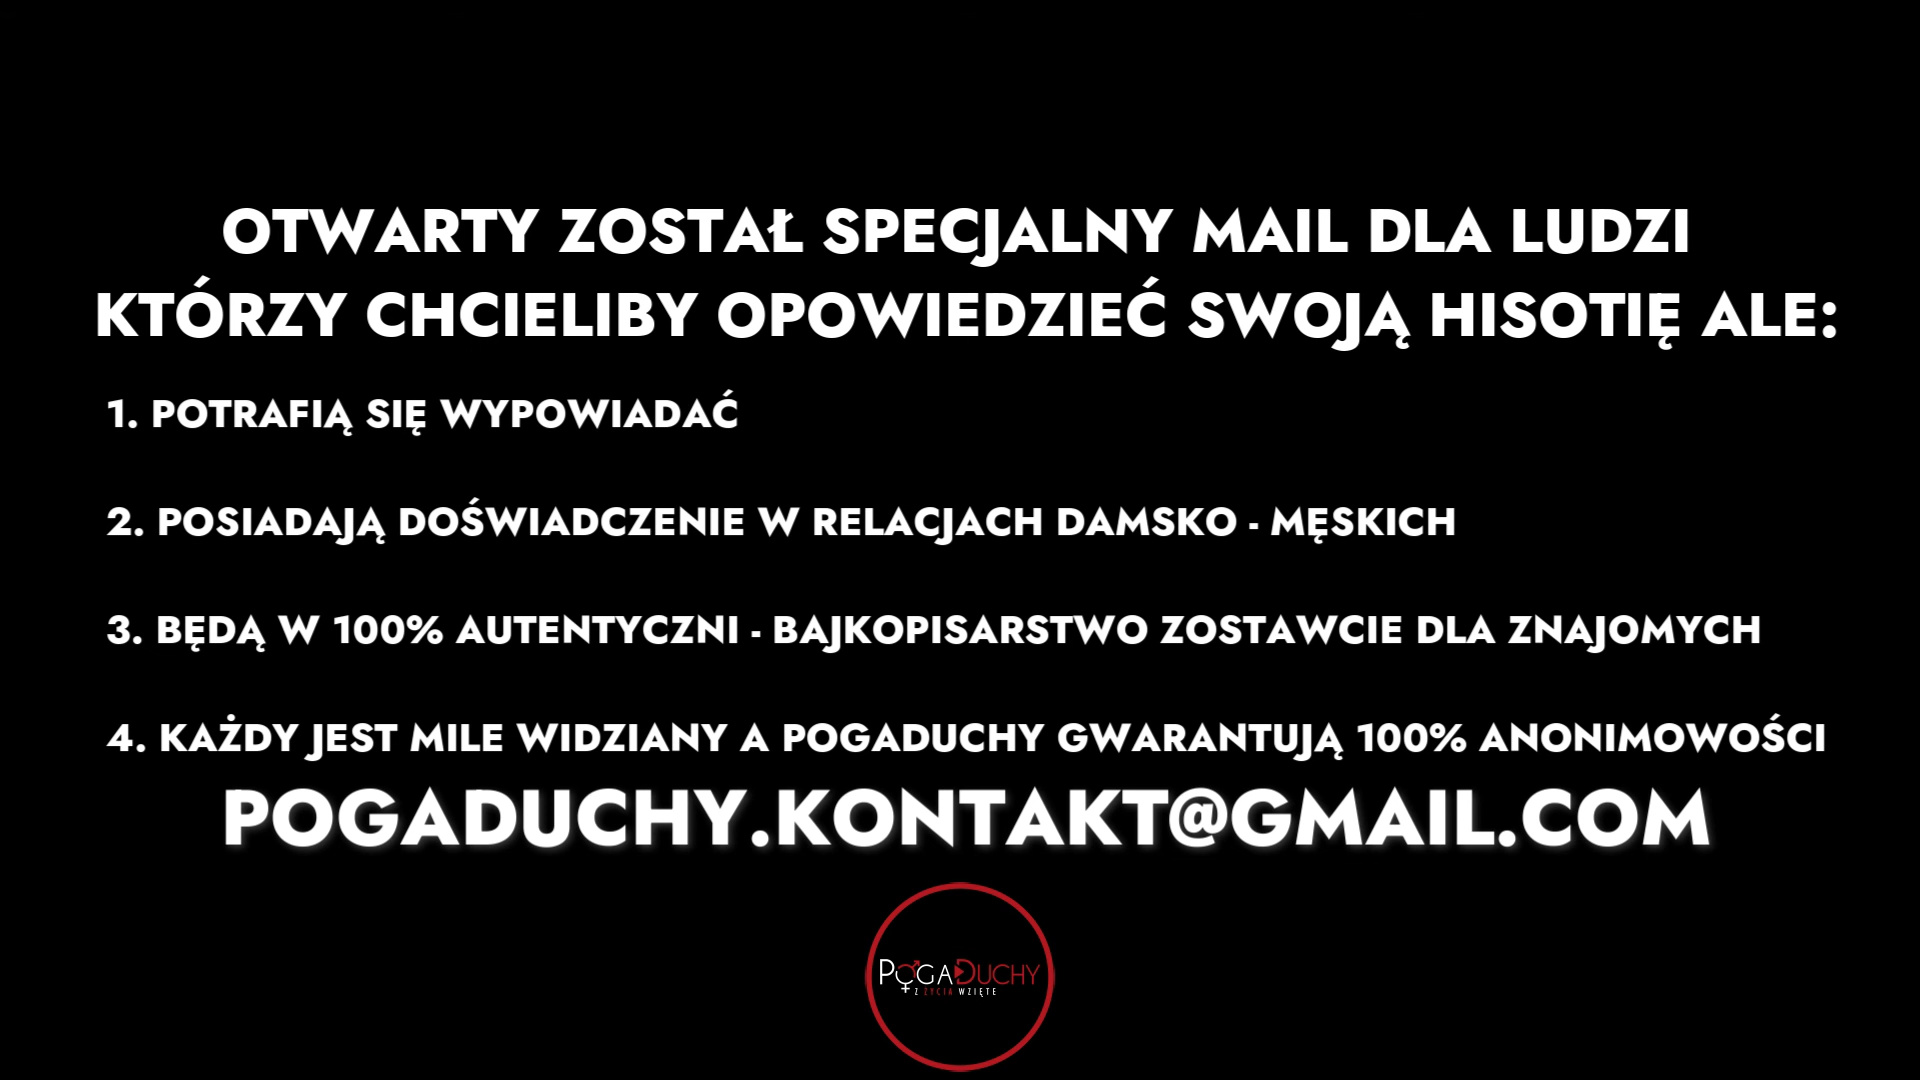 OTWARTY ZOSTAŁ SPECJALNY MAIL DLA LUDZI
KTÓRZY CHCIELIBY OPOWIEDZIEĆ SWOJĄ HISOTIĘ ALE:
1. POTRAFIĄ SIĘ WYPOWIADAĆ
2. POSIADAJĄ DOŚWIADCZENIE W RELACJACH DAMSKO - MĘSKICH
3. BĘDĄ W 100% AUTENTYCZNI - BAJKOPISARSTWO ZOSTAWCIE DLA ZNAJOMYCH
4. KAŻDY JEST MILE WIDZIANY A POGADUCHY GWARANTUJĄ 100% ANONIMOWOŚCI
POGADUCHY.KONTAKT@GMAIL.COM
POGADUCHY
Z ŻYCIA WZIĘTE